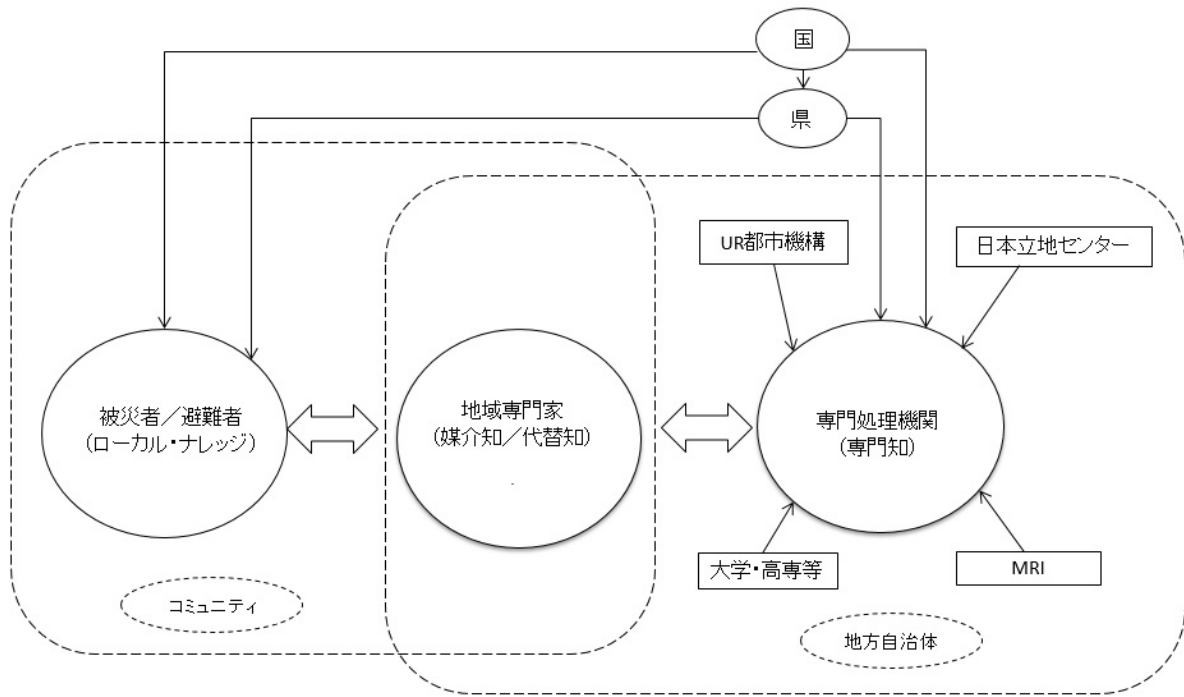 国
県
UR都市機構
日本立地センター
被災者／避難者
(ローカル・ナレッジ)
地域専門家
(媒介知／代替知)
専門処理機関
(専門知)
大学・高専等
MRI
コミュニティ
地方自治体